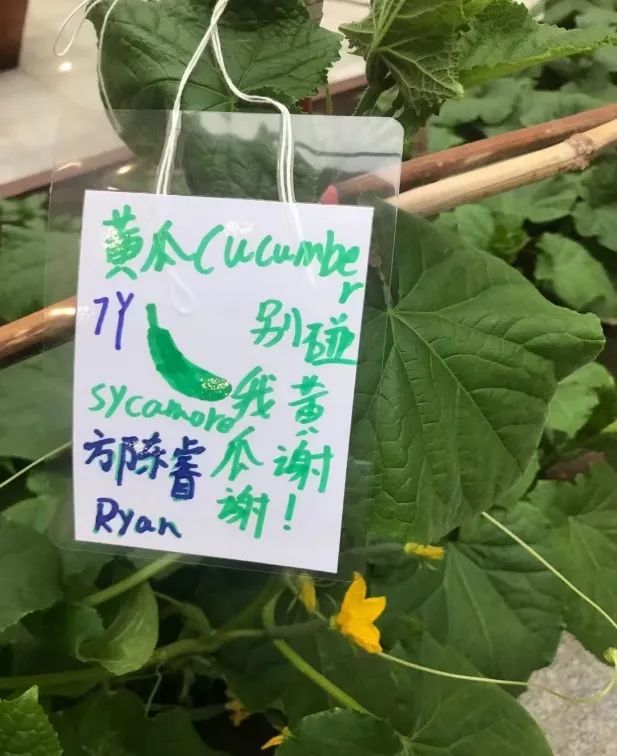 黄瓜Cucumber
7Y
别碰
我黄
sycamore
瓜谢
谢！
方陈睿
Ryan